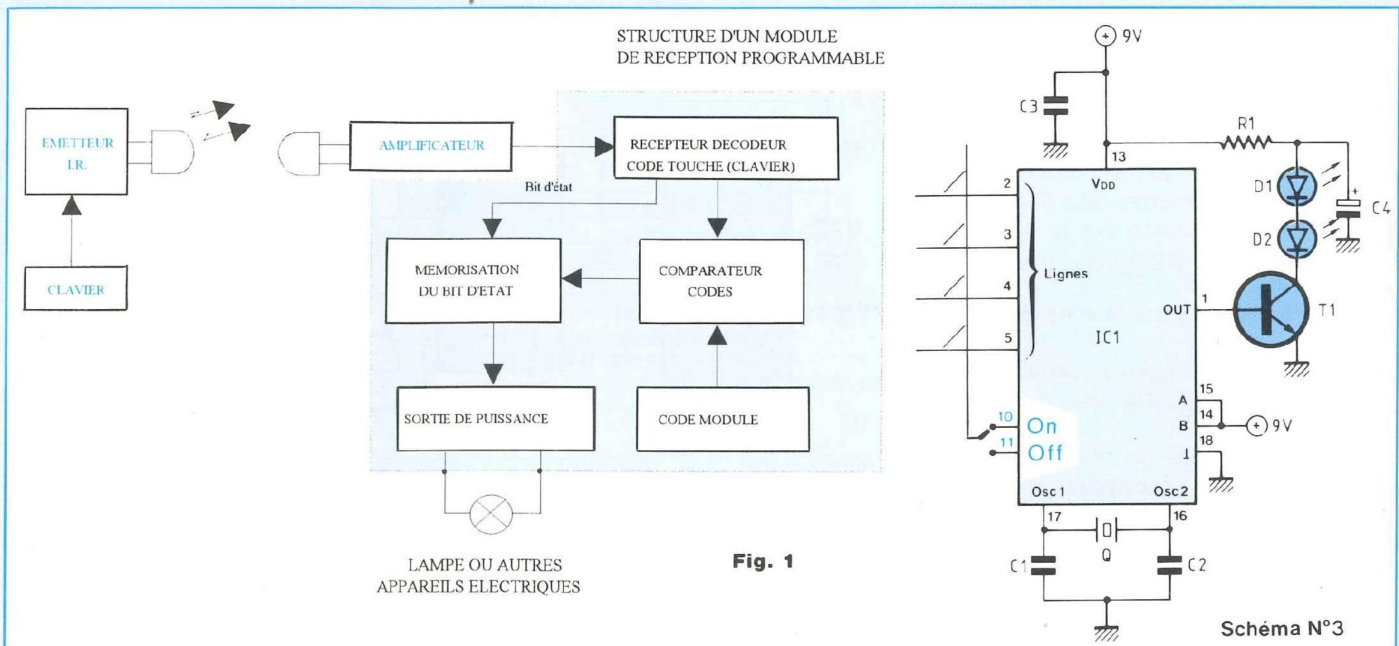 STRUCTURE D'UN MODULE
DE RECEPTION PROGRAMMABLE
EMETTEUR
I.R.
CLAVIER
AMPLIFICATEUR
RECEPTEUR DECODEUR
CODE TOUCHE (CLAVIER)
Bit d'état
MEMORISATION
DU BIT D'ETAT
COMPARATEUR
CODES
SORTIE DE PUISSANCE
CODE MODULE
LAMPE OU AUTRES
APPAREILS ELECTRIQUES
Fig. 1
9V
C3
13
VDD
R1
D1
D2
C4
2
3
4
5
Lignes
OUT
1
T1
IC1
A
15
B
14
9V
18
10
On
11
Off
Osc1
Osc2
17
16
Q
C1
C2
Schéma N°3